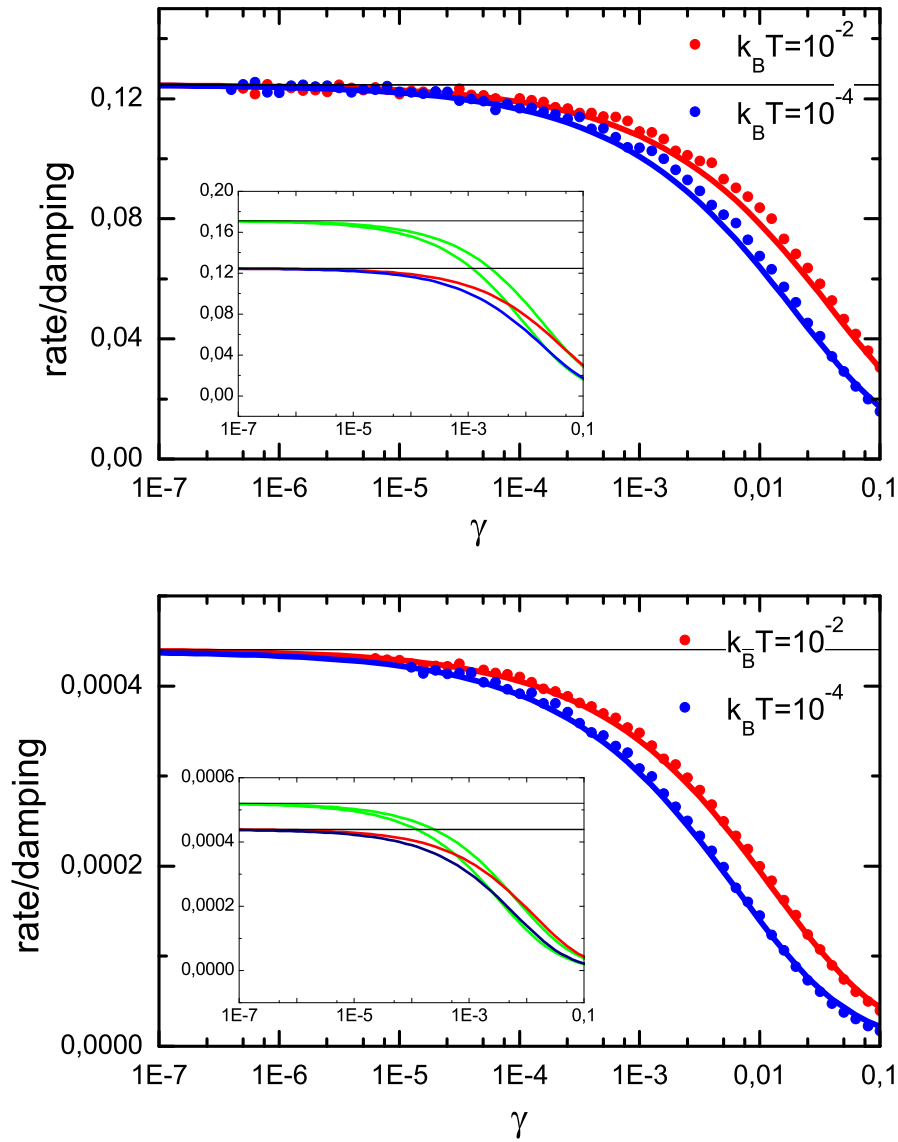 k_B T=10^-2
0,12
k_B T=10^-4
0,20
0,16
0,08
0,12
0,08
0,04
0,04
0,00
1E-7 1E-5 1E-3 0,1
0,00
1E-7 1E-6 1E-5 1E-4 1E-3 0,01 0,1
rate/damping
γ
k_B T=10^-2
0,0004
k_B T=10^-4
0,0006
0,0004
0,0002
0,0002
0,0000
1E-7 1E-5 1E-3 0,1
0,0000
1E-7 1E-6 1E-5 1E-4 1E-3 0,01 0,1
rate/damping
γ